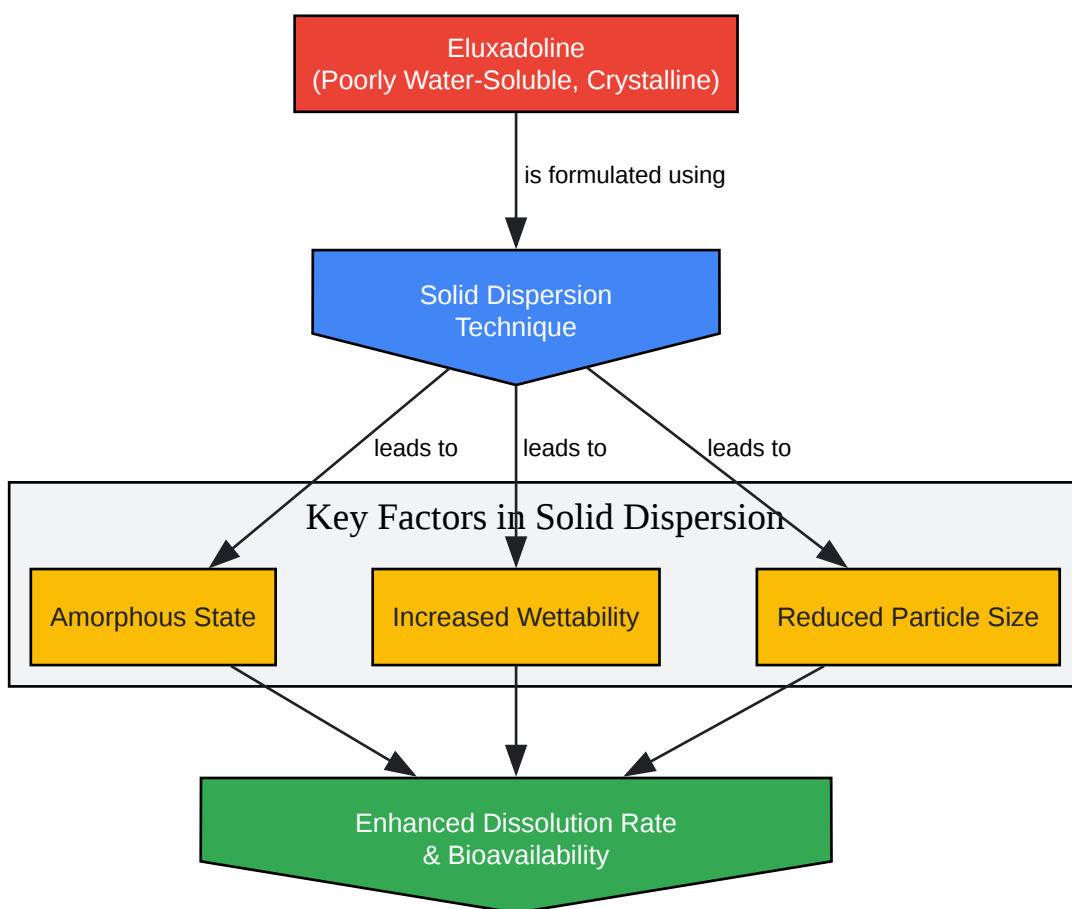 Eluxadoline
(Poorly Water-Soluble, Crystalline)
is formulated using
Solid Dispersion
Technique
leads to
leads to
leads to
Key Factors in Solid Dispersion
Amorphous State
Increased Wettability
Reduced Particle Size
Enhanced Dissolution Rate
& Bioavailability